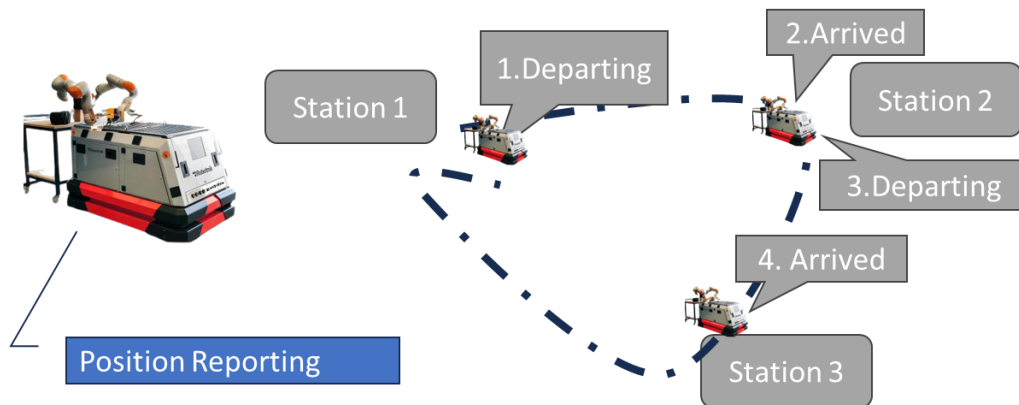 1.Departing
2.Arrived
Station 1
Station 2
3.Departing
4. Arrived
Position Reporting
Station 3